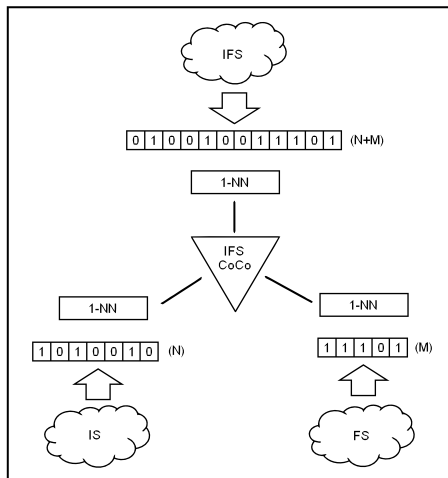 IFS
0 1 0 0 1 0 0 1 1 1 0 1 (N+M)
1-NN
IFS
CoCo
1-NN
1-NN
1 0 1 0 0 1 0 (N)
1 1 1 0 1 (M)
IS
FS